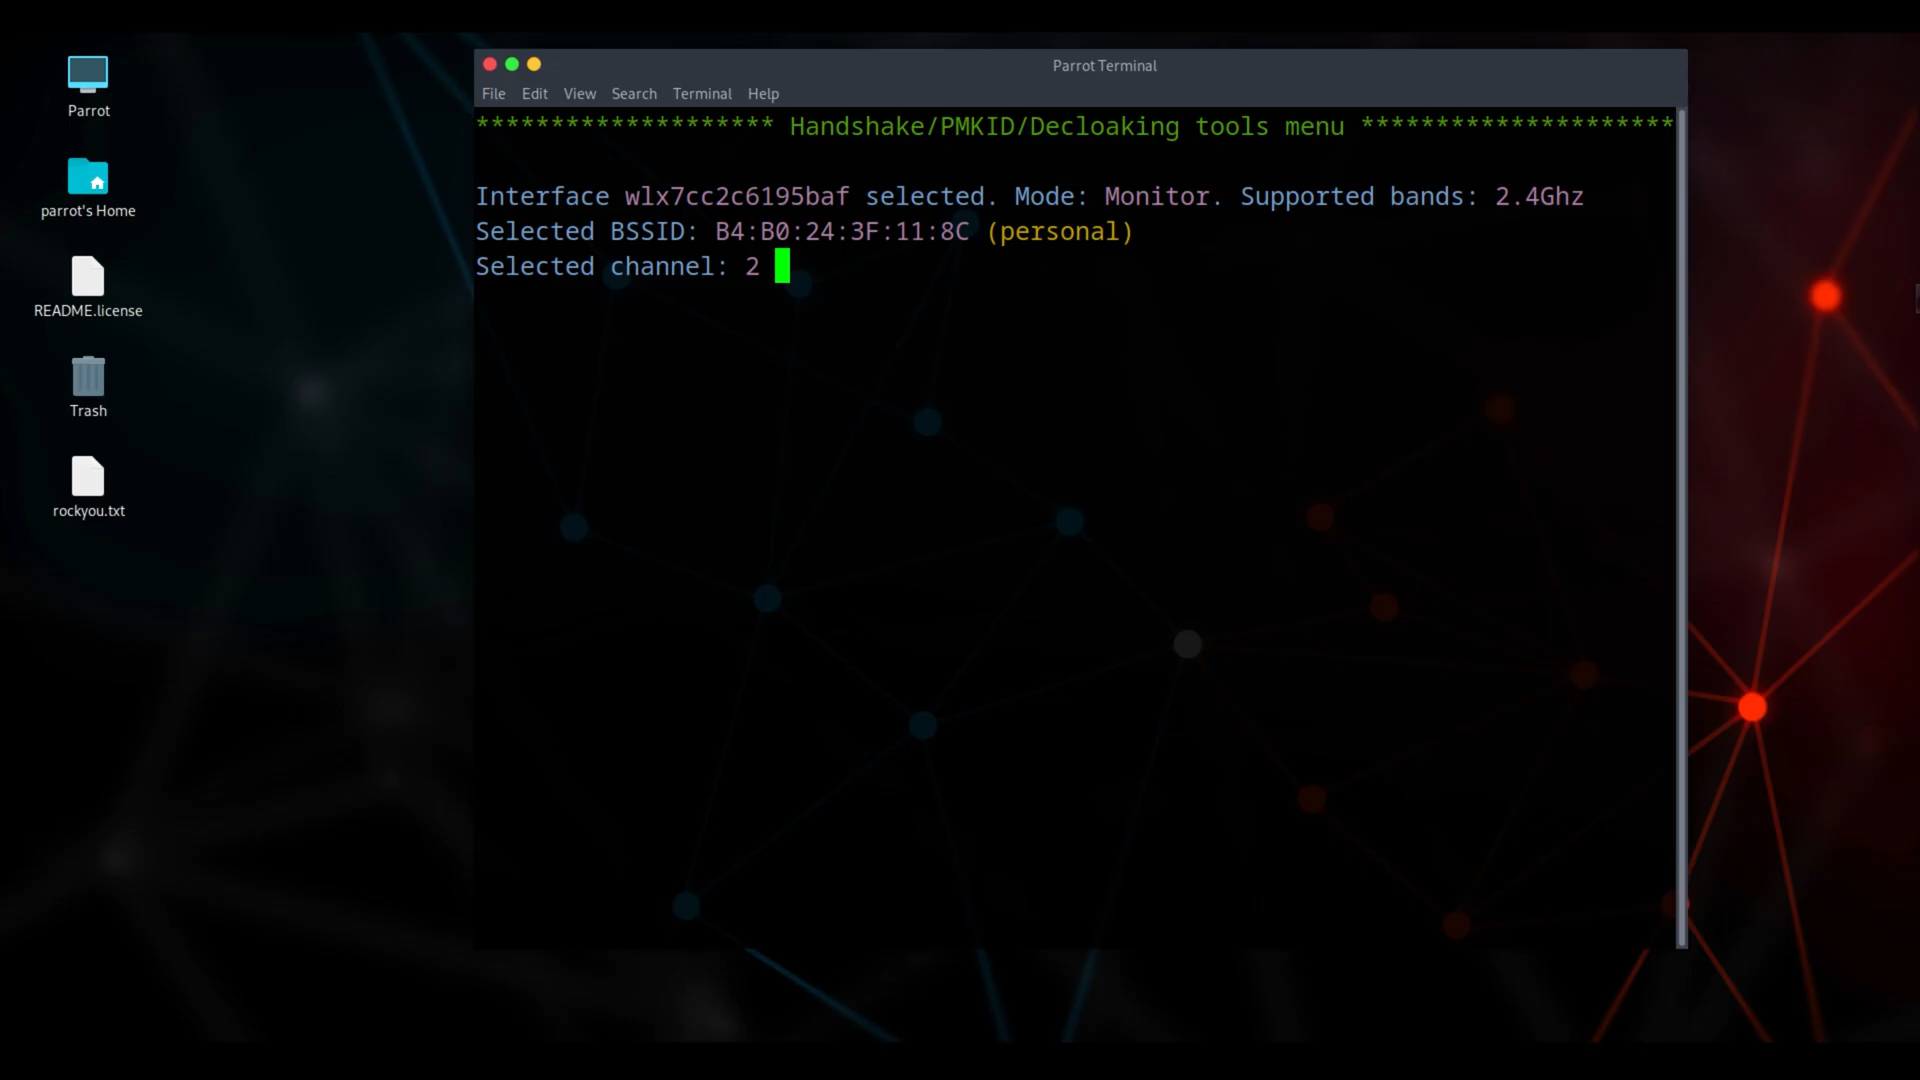 Parrot Terminal
File Edit View Search Terminal Help
******************** Handshake/PMKID/Decloaking tools menu *********************
Interface wlx7cc2c6195baf selected. Mode: Monitor. Supported bands: 2.4Ghz
Selected BSSID: B4:B0:24:3F:11:8C (personal)
Selected channel: 2
Parrot
parrot's Home
README.license
Trash
rockyou.txt